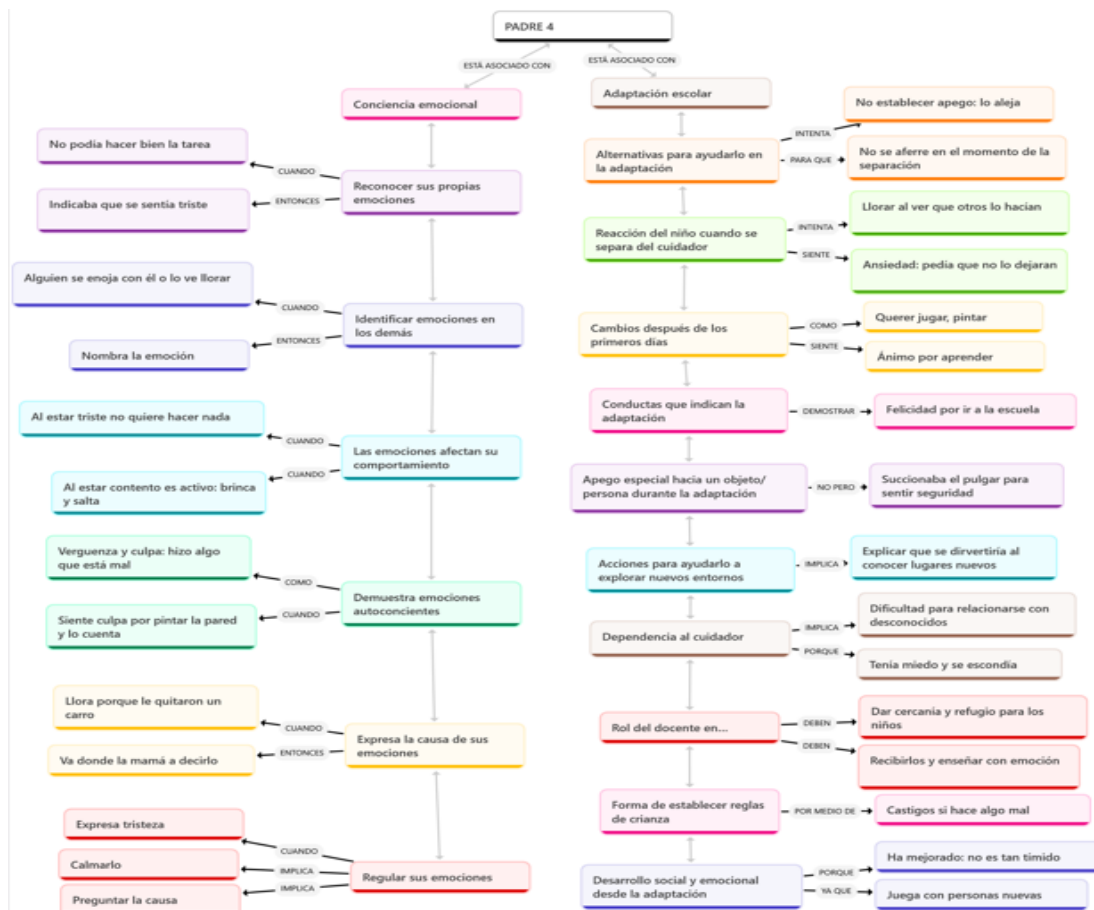 PADRE 4
ESTÁ ASOCIADO CON
ESTÁ ASOCIADO CON
Conciencia emocional
No podía hacer bien la tarea
CUANDO
Indicaba que se sentía triste
ENTONCES
Reconocer sus propias
emociones
Alguien se enoja con él o lo ve llorar
CUANDO
Nombra la emoción
ENTONCES
Identificar emociones en
los demás
Al estar triste no quiere hacer nada
CUANDO
Al estar contento es activo: brinca
y salta
CUANDO
Las emociones afectan su
comportamiento
Verguenza y culpa: hizo algo
que está mal
COMO
Siente culpa por pintar la pared
y lo cuenta
CUANDO
Demuestra emociones
autoconcientes
Llora porque le quitaron un
carro
CUANDO
Va donde la mamá a decirlo
ENTONCES
Expresa la causa de sus
emociones
Expresa tristeza
CUANDO
Calmarlo
IMPLICA
Preguntar la causa
IMPLICA
Regular sus emociones
Adaptación escolar
Alternativas para ayudarlo en
la adaptación
INTENTA
No establecer apego: lo aleja
PARA QUE
No se aferre en el momento de la
separación
Reacción del niño cuando se
separa del cuidador
INTENTA
Llorar al ver que otros lo hacían
SIENTE
Ansiedad: pedía que no lo dejaran
Cambios después de los
primeros días
COMO
Querer jugar, pintar
SIENTE
Ánimo por aprender
Conductas que indican la
adaptación
DEMOSTRAR
Felicidad por ir a la escuela
Apego especial hacia un objeto/
persona durante la adaptación
NO PERO
Succionaba el pulgar para
sentir seguridad
Acciones para ayudarlo a
explorar nuevos entornos
IMPLICA
Explicar que se dirvertiría al
conocer lugares nuevos
Dependencia al cuidador
IMPLICA
Dificultad para relacionarse con
desconocidos
PORQUE
Tenía miedo y se escondía
Rol del docente en...
DEBEN
Dar cercanía y refugio para los
niños
DEBEN
Recibirlos y enseñar con emoción
Forma de establecer reglas
de crianza
POR MEDIO DE
Castigos si hace algo mal
Desarrollo social y emocional
desde la adaptación
PORQUE
Ha mejorado: no es tan tímido
YA QUE
Juega con personas nuevas